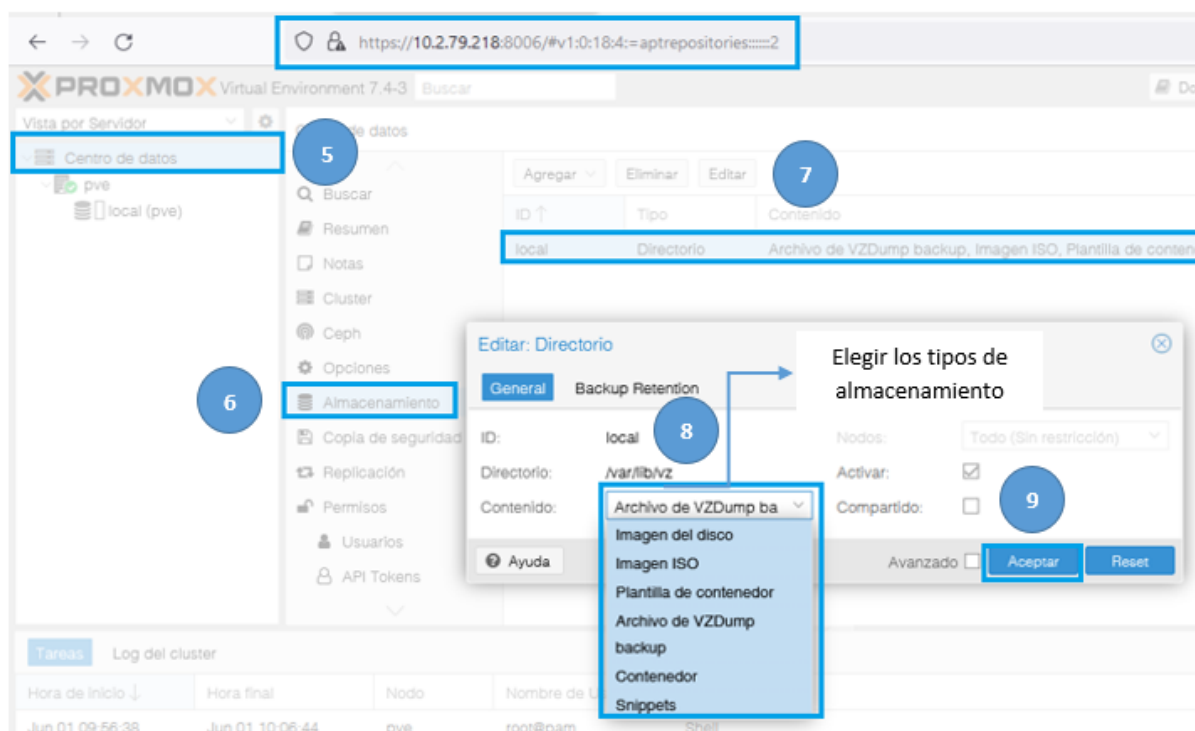 https://10.2.79.218:8006/#v1:0:18:4:=aptrepositories::::::2
PROXMOX Virtual Environment 7.4-3 Buscar
Vista por Servidor
de datos
Centro de datos
5
pve
local (pve)
Buscar
Resumen
Notas
Cluster
Ceph
Opciones
6
Almacenamiento
Copia de seguridad
Replicación
Permisos
Usuarios
API Tokens
Agregar Eliminar Editar
7
ID Tipo Contenido
local Directorio Archivo de VZDump backup, Imagen ISO, Plantilla de conten
Editar: Directorio
Elegir los tipos de
almacenamiento
General Backup Retention
8
ID: local
Nodos: Todo (Sin restricción)
Directorio: /var/lib/vz
Activar:
Contenido: Archivo de VZDump ba
Compartido:
9
Imagen del disco
Imagen ISO
Plantilla de contenedor
Archivo de VZDump
backup
Contenedor
Snippets
Ayuda
Avanzado Aceptar Reset
Tareas Log del cluster
Hora de Inicio Hora final Nodo Nombre de U
Jun 01 09:56:38 Jun 01 10:06:44 pve root@pam Shell